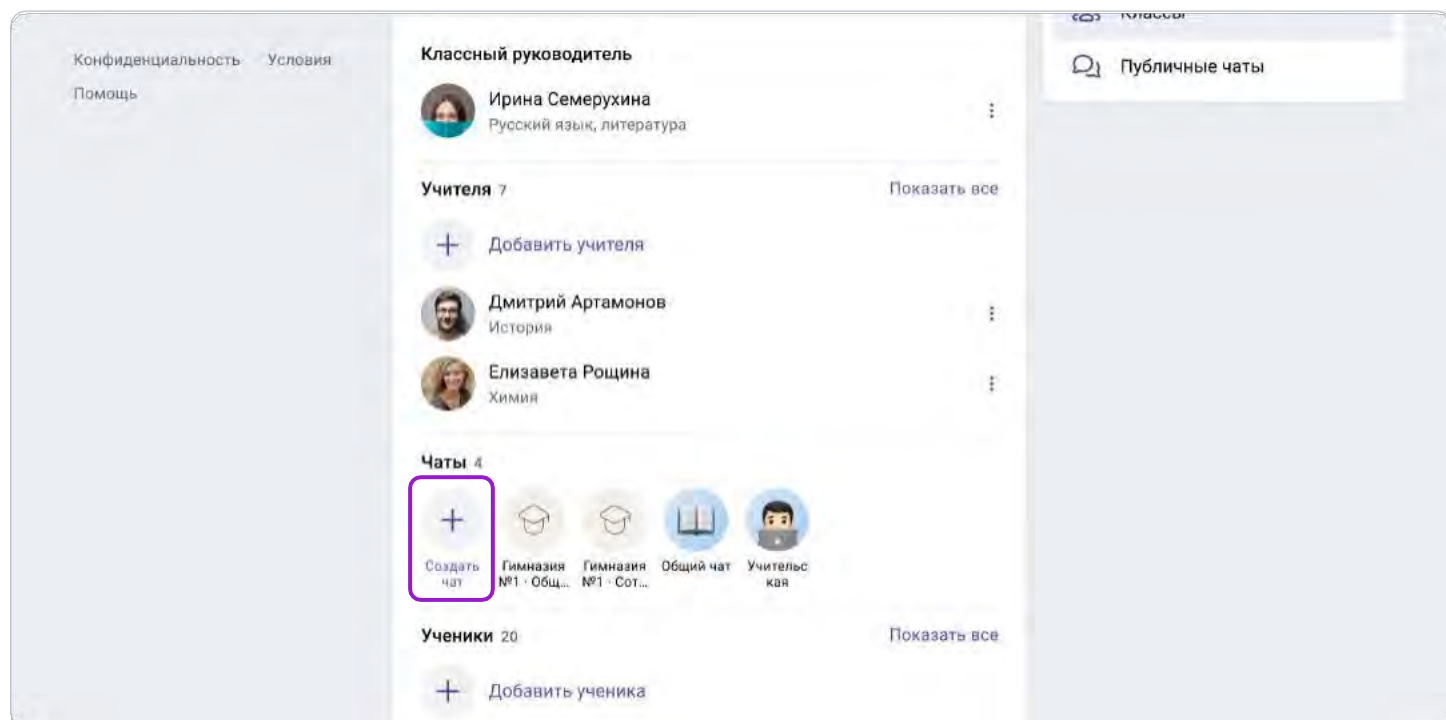 Конфиденциальность Условия
Помощь
Классный руководитель
Ирина Семерухина
Русский язык, литература
Учителя 7
Показать все
Добавить учителя
Дмитрий Артамонов
История
Елизавета Рощина
Химия
Чаты 4
Создать
чат
Гимназия
№1 · Общ...
Гимназия
№1 · Сот...
Общий чат
Учительс
кая
Ученики 20
Показать все
Добавить ученика
Классы
Публичные чаты